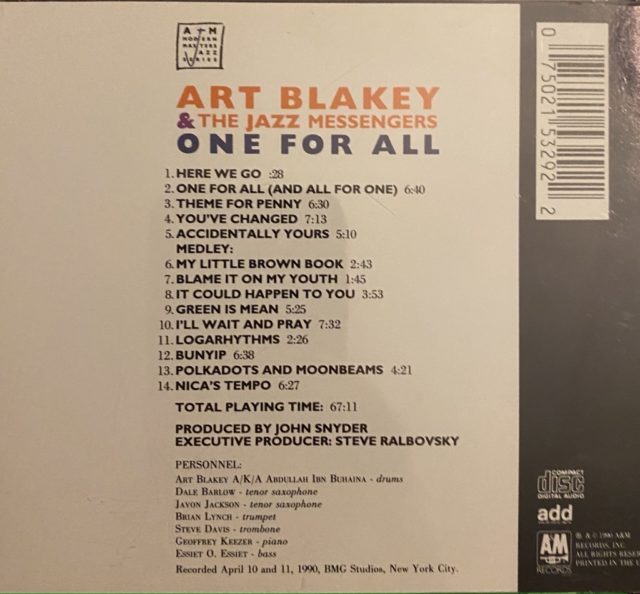 A&M
MODERN
MASTERS
JAZZ
SERIES
ART BLAKEY
& THE JAZZ MESSENGERS
ONE FOR ALL
1. HERE WE GO :28
2. ONE FOR ALL (AND ALL FOR ONE) 6:40
3. THEME FOR PENNY 6:30
4. YOU'VE CHANGED 7:13
5. ACCIDENTALLY YOURS 5:10
MEDLEY:
6. MY LITTLE BROWN BOOK 2:43
7. BLAME IT ON MY YOUTH 1:45
8. IT COULD HAPPEN TO YOU 3:53
9. GREEN IS MEAN 5:25
10. I'LL WAIT AND PRAY 7:32
11. LOGARHYTHMS 2:26
12. BUNYIP 6:38
13. POLKADOTS AND MOONBEAMS 4:21
14. NICA'S TEMPO 6:27
TOTAL PLAYING TIME: 67:11
PRODUCED BY JOHN SNYDER
EXECUTIVE PRODUCER: STEVE RALBOVSKY
PERSONNEL:
ART BLAKEY A/K/A ABDULLAH IBN BUHAINA - drums
DALE BARLOW - tenor saxophone
JAVON JACKSON - tenor saxophone
BRIAN LYNCH - trumpet
STEVE DAVIS - trombone
GEOFFREY KEEZER - piano
ESSIET O. ESSIET - bass
Recorded April 10 and 11, 1990, BMG Studios, New York City.
0 75021 53292 2
COMPACT
disc
DIGITAL AUDIO
add
A&M
RECORDS
℗ & © 1990 A&M
RECORDS, INC.
ALL RIGHTS RESER
PRINTED IN THE U